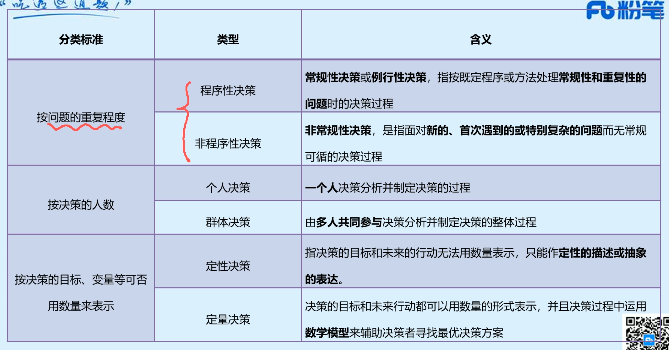 "吃透这道题,"
粉笔
分类标准
类型
含义
按问题的重复程度
程序性决策
常规性决策或例行性决策，指按既定程序或方法处理常规性和重复性的
问题时的决策过程
非程序性决策
非常规性决策，是指面对新的、首次遇到的或特别复杂的问题而无常规
可循的决策过程
按决策的人数
个人决策
一个人决策分析并制定决策的过程
群体决策
由多人共同参与决策分析并制定决策的整体过程
按决策的目标、变量等可否
用数量来表示
定性决策
指决策的目标和未来的行动无法用数量表示，只能作定性的描述或抽象
的表达。
定量决策
决策的目标和未来行动都可以用数量的形式表示，并且决策过程中运用
数学模型来辅助决策者寻找最优决策方案